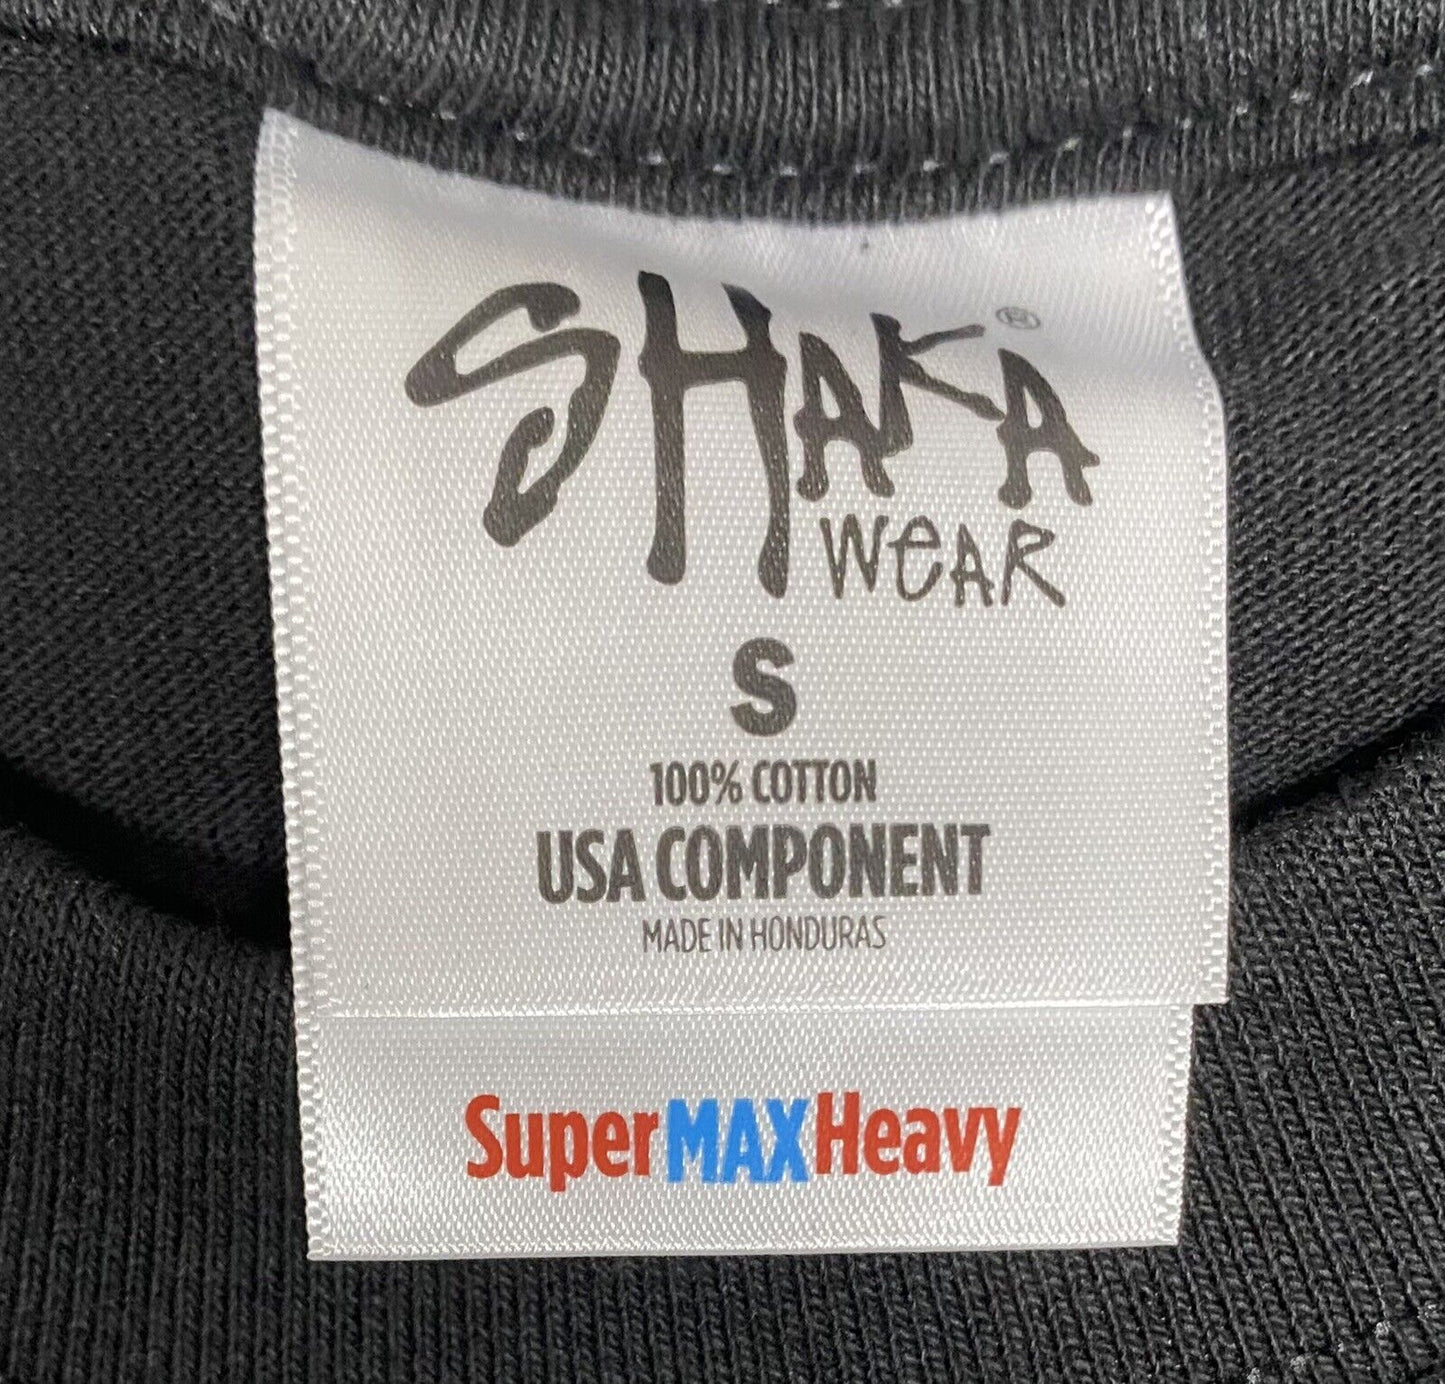 SHAKA ®
WeAR
S
100% COTTON
USA COMPONENT
MADE IN HONDURAS
SuperMAXHeavy